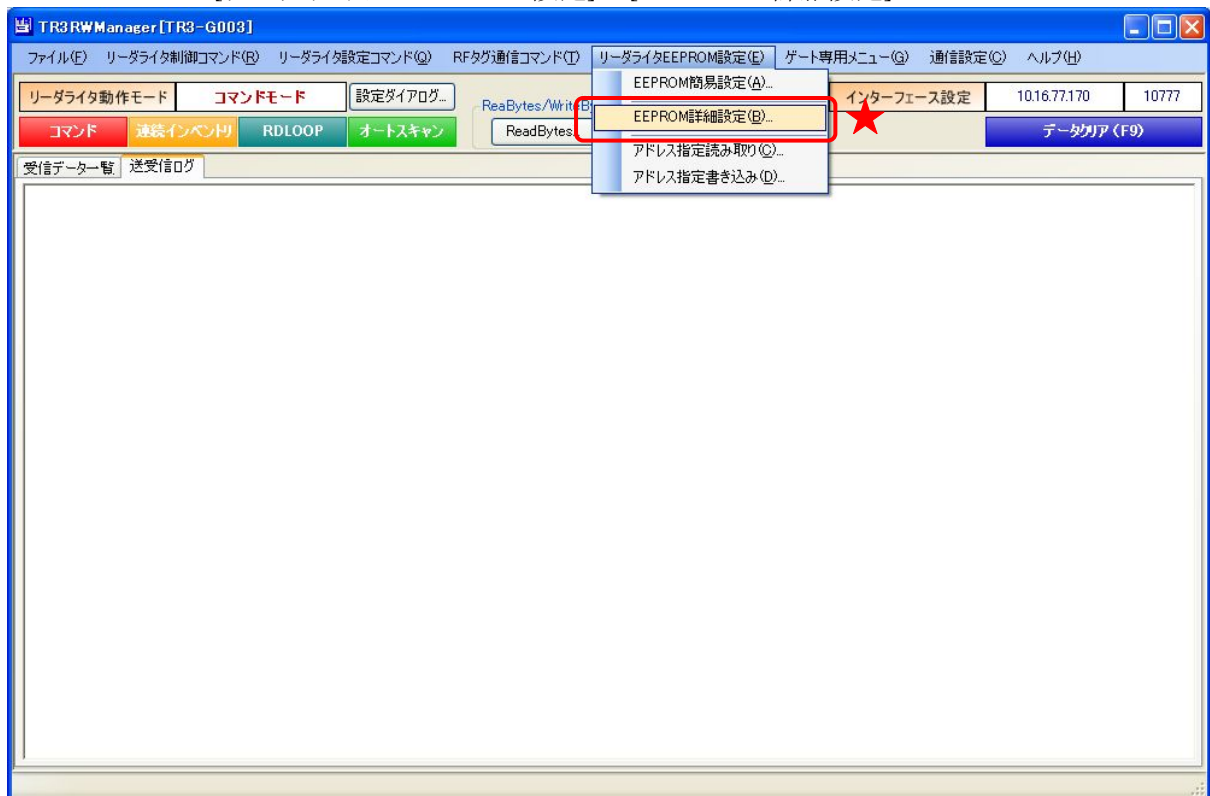 TR3RWManager[TR3-G003]
ファイル(F) リーダライタ制御コマンド(R) リーダライタ設定コマンド(Q) RFタグ通信コマンド(T) リーダライタEEPROM設定(E) ゲート専用メニュー(G) 通信設定(C) ヘルプ(H)
EEPROM簡易設定(A)...
リーダライタ動作モード コマンドモード 設定ダイアログ... ReaBytes/WriteB インターフェース設定 10.16.77.170 10777
EEPROM詳細設定(B)...
コマンド 連続インベントリ RDLOOP オートスキャン ReadBytes. データクリア (F9)
アドレス指定読み取り(C)...
受信データ一覧 送受信ログ
アドレス指定書き込み(D)...